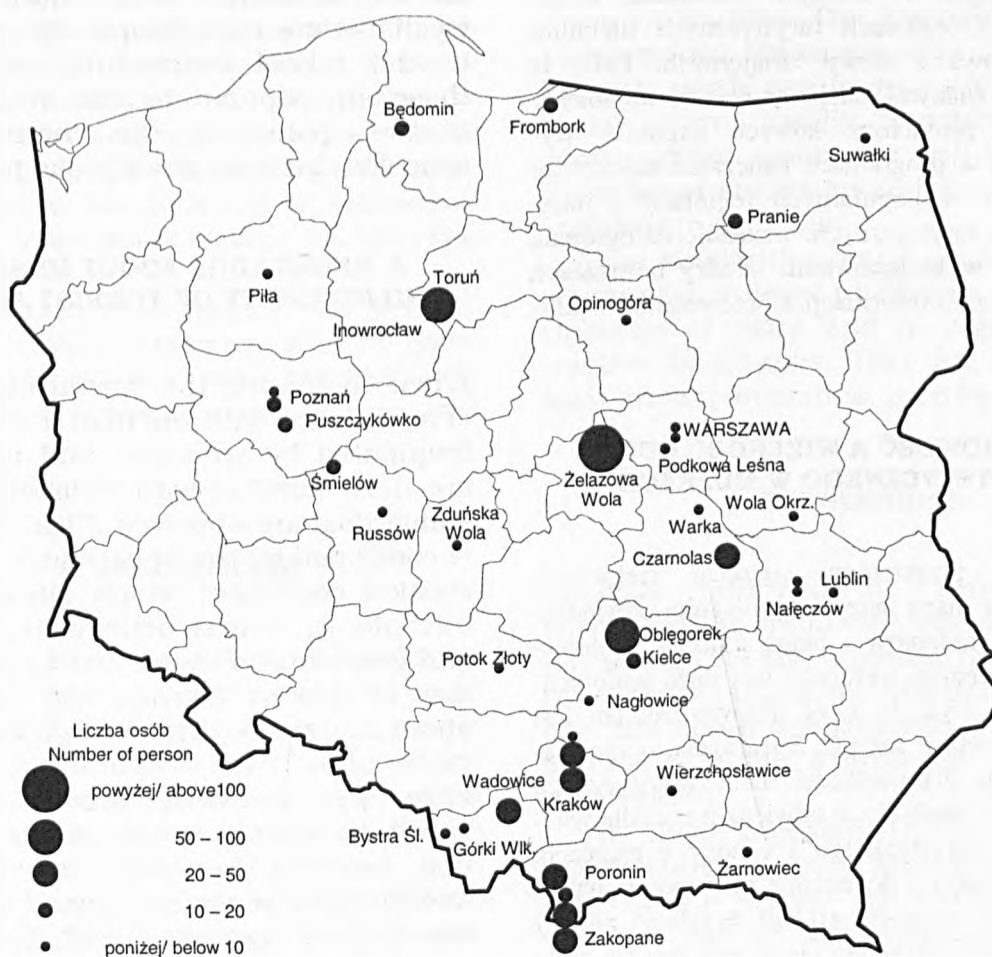 Będomin
Frombork
Suwałki
Pranie
Piła
Toruń
Inowrocław
Opinogóra
Poznań
Puszczykówko
WARSZAWA
Podkowa Leśna
Śmielów
Żelazowa
Wola
Russów
Zduńska
Wola
Warka
Wola Okrz.
Czarnolas
Lublin
Nałęczów
Oblęgorek
Kielce
Potok Złoty
Nagłowice
Wadowice
Kraków
Wierzchosławice
Bystra Śl.
Górki Wlk.
Poronin
Żarnowiec
Zakopane
Liczba osób
Number of person
powyżej/ above100
50 – 100
20 – 50
10 – 20
poniżej/ below 10